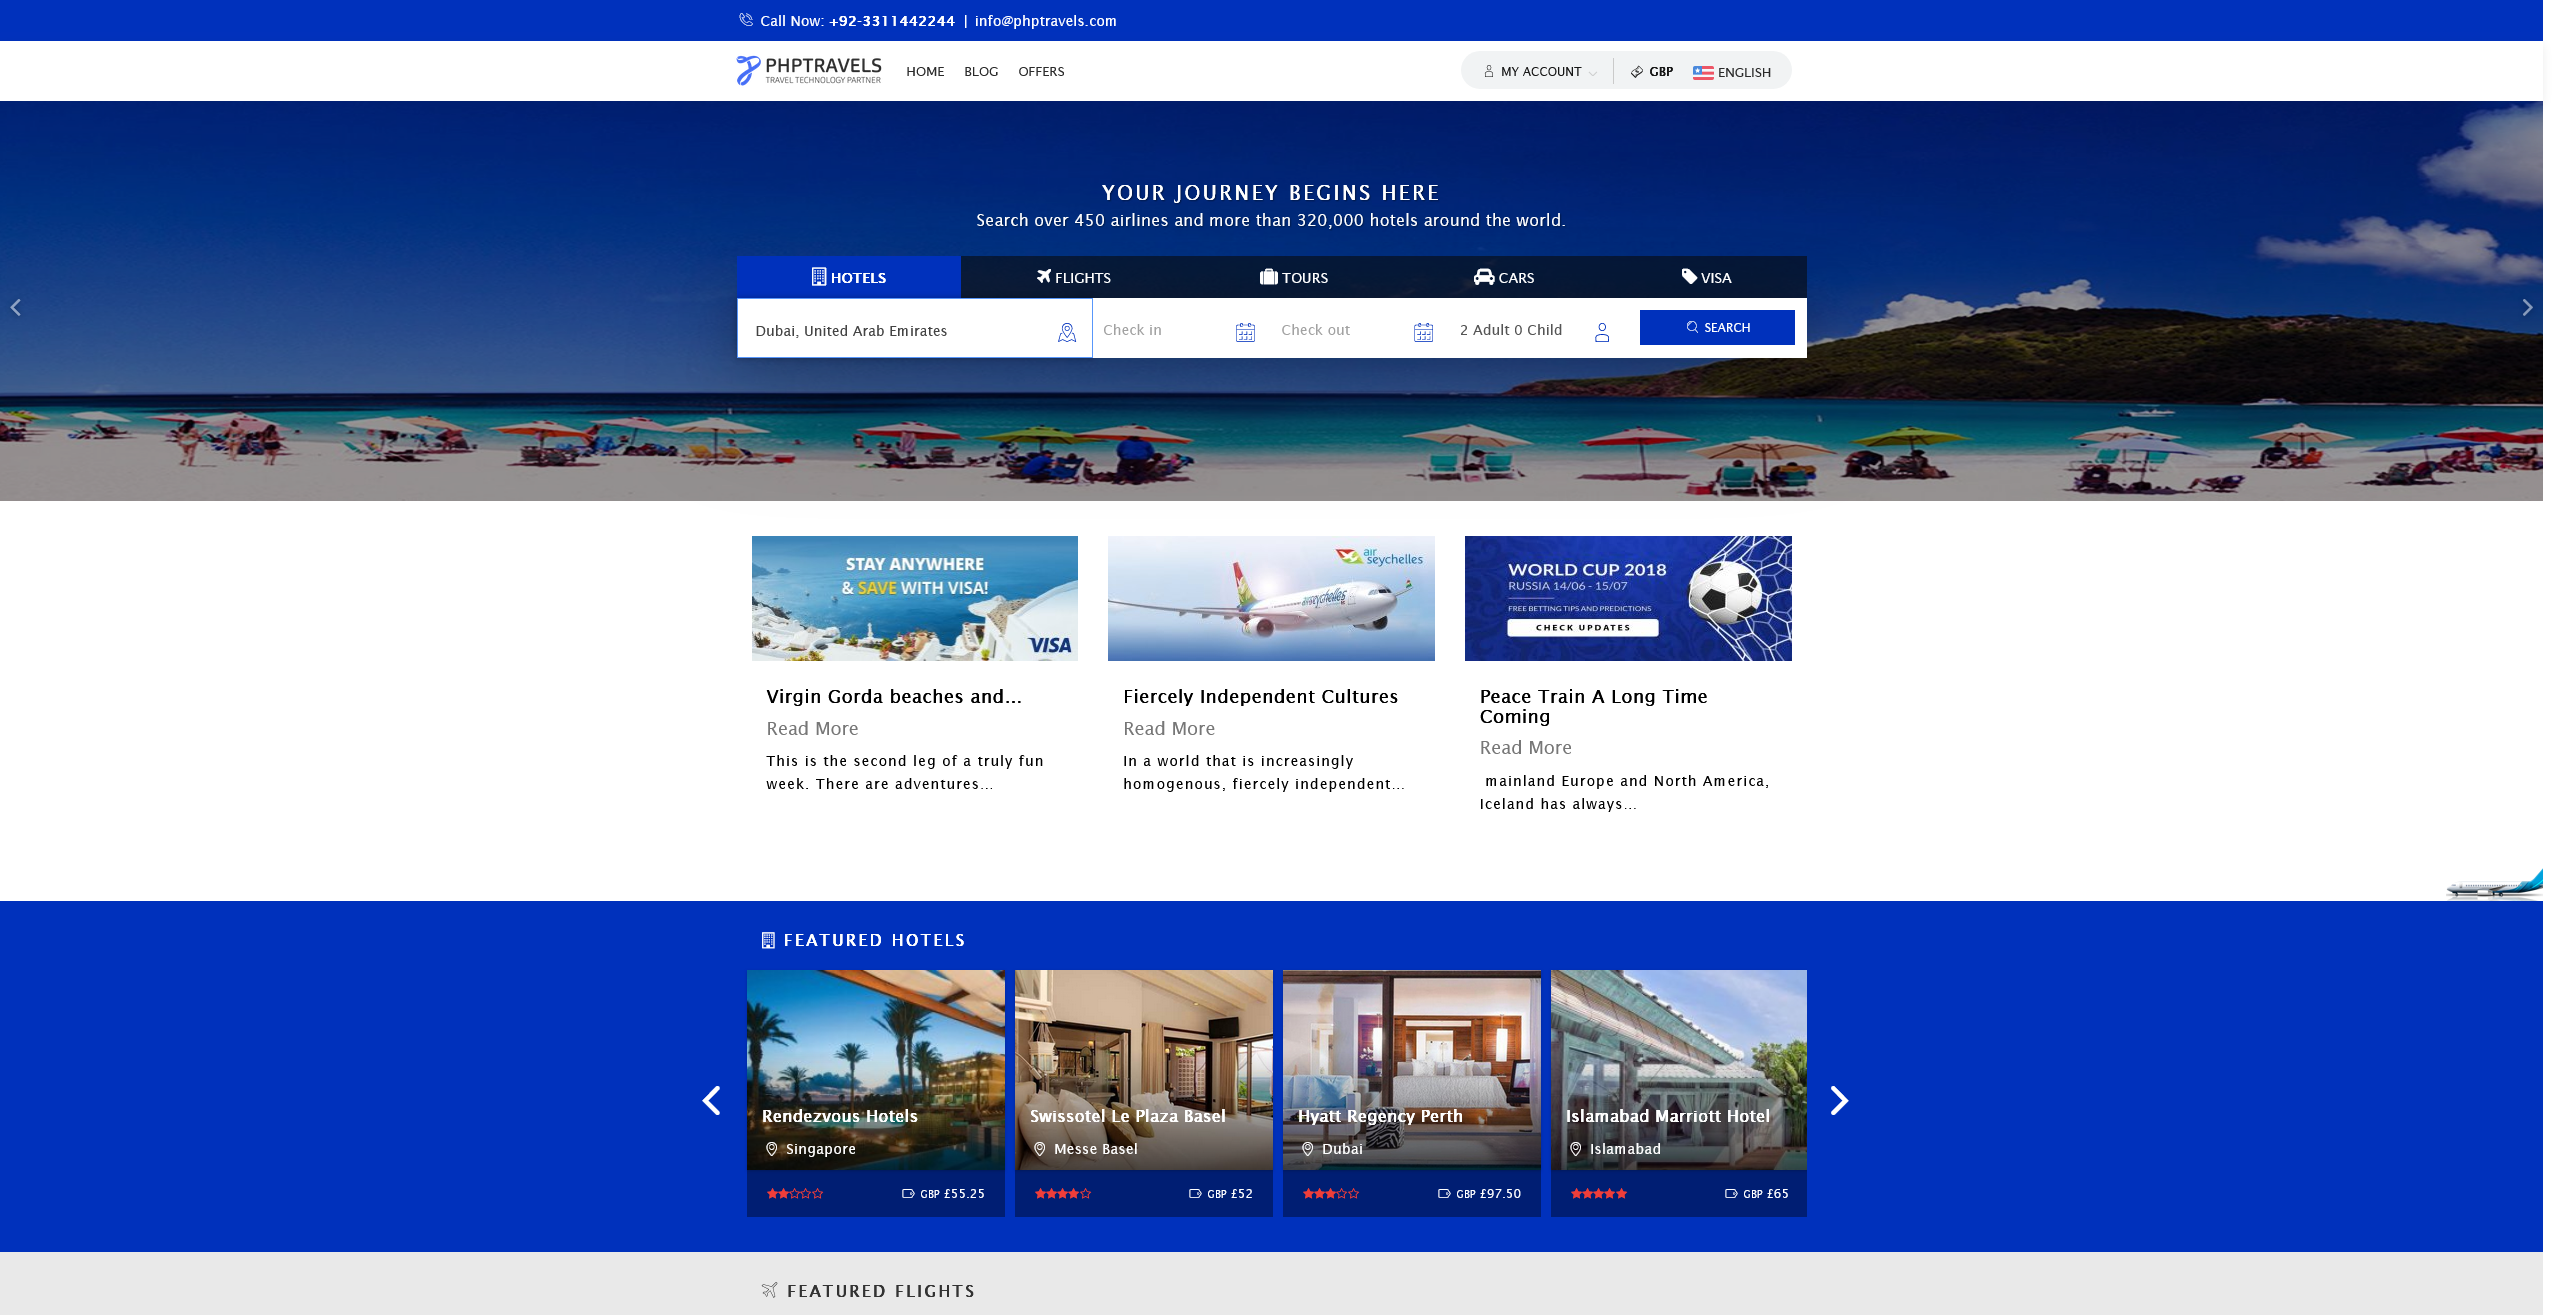 Call Now: +92-3311442244 | info@phptravels.com
PHPTRAVELS
TRAVEL TECHNOLOGY PARTNER
HOME BLOG OFFERS
MY ACCOUNT GBP ENGLISH
YOUR JOURNEY BEGINS HERE
Search over 450 airlines and more than 320,000 hotels around the world.
HOTELS FLIGHTS TOURS CARS VISA
Dubai, United Arab Emirates Check in Check out 2 Adult 0 Child SEARCH
STAY ANYWHERE
& SAVE WITH VISA!
VISA
air
seychelles
airseychelles
WORLD CUP 2018
RUSSIA 14/06 - 15/07
FREE BETTING TIPS AND PREDICTIONS
CHECK UPDATES
Virgin Gorda beaches and...
Read More
This is the second leg of a truly fun
week. There are adventures...
Fiercely Independent Cultures
Read More
In a world that is increasingly
homogenous, fiercely independent...
Peace Train A Long Time
Coming
Read More
mainland Europe and North America,
Iceland has always...
FEATURED HOTELS
Rendezvous Hotels
Singapore
GBP £55.25
Swissotel Le Plaza Basel
Messe Basel
GBP £52
Hyatt Regency Perth
Dubai
GBP £97.50
Islamabad Marriott Hotel
Islamabad
GBP £65
FEATURED FLIGHTS